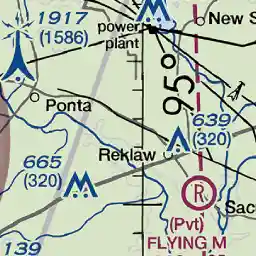 1917
(1586)
power
plant
New S
95°
Ponta
639
(320)
Reklaw
665
(320)
R
Sac
(Pvt)
FLYING M
139